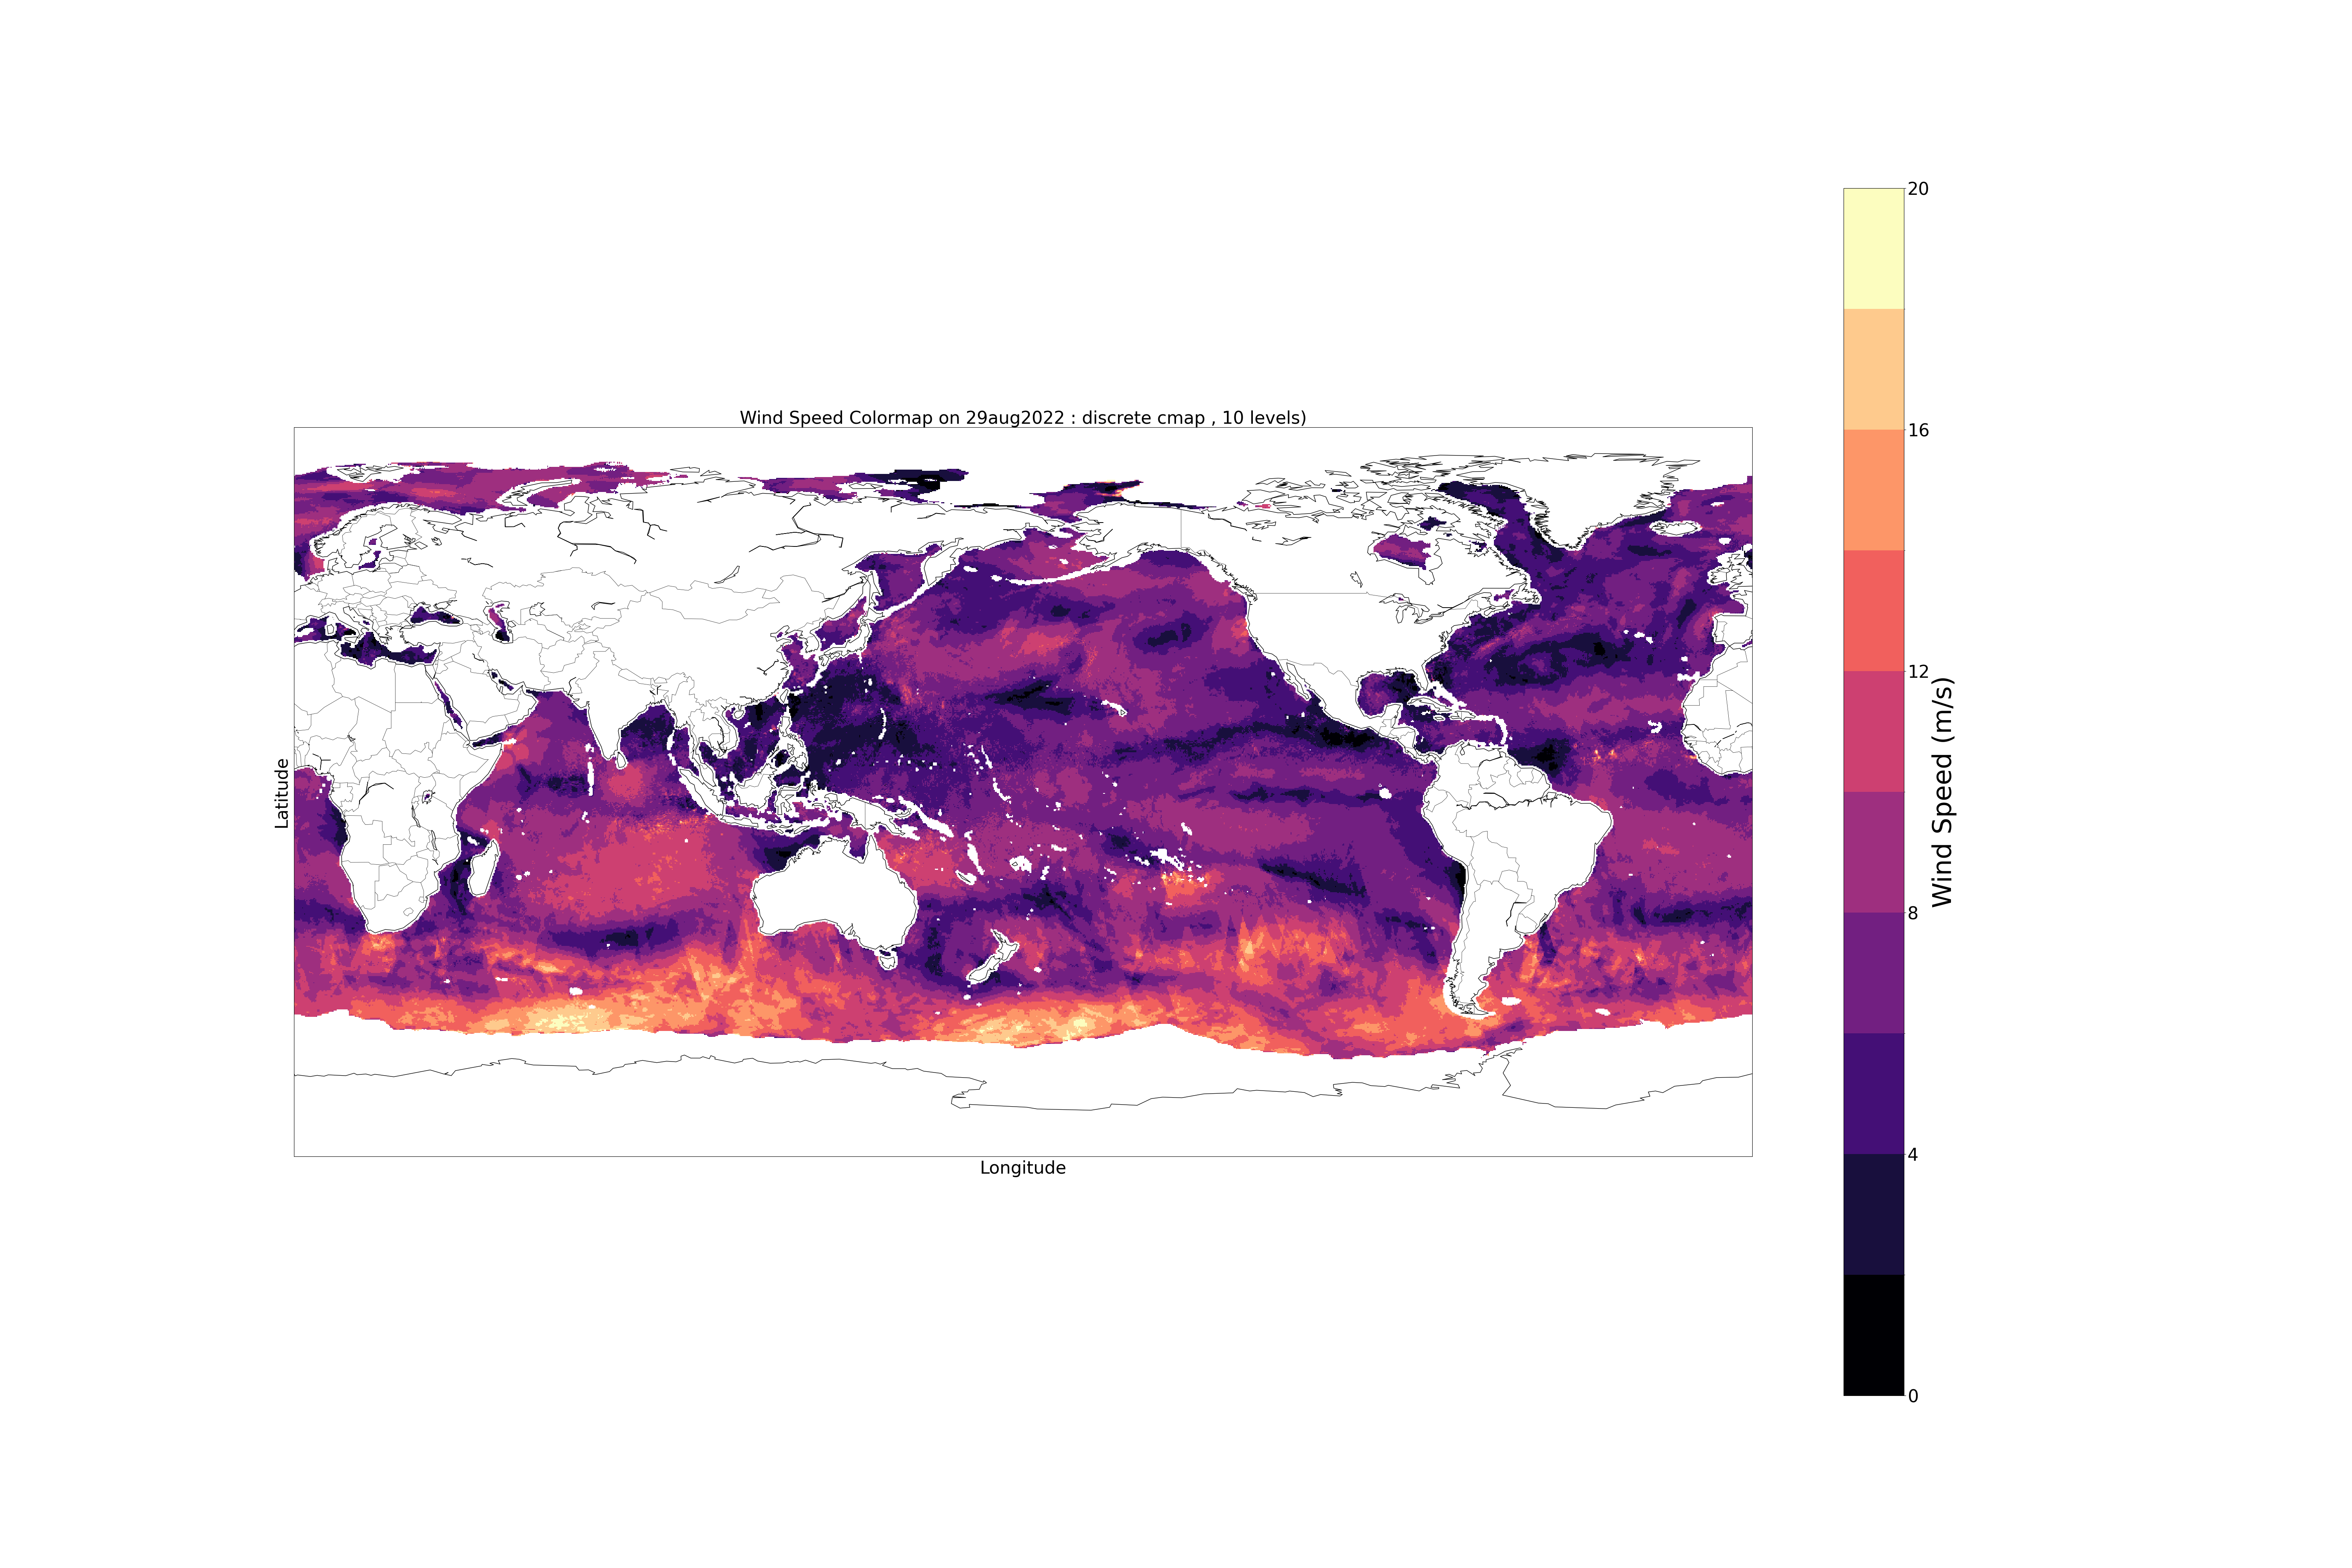 Wind Speed Colormap on 29aug2022 : discrete cmap , 10 levels)
Latitude
Longitude
20
16
12
8
4
0
Wind Speed (m/s)